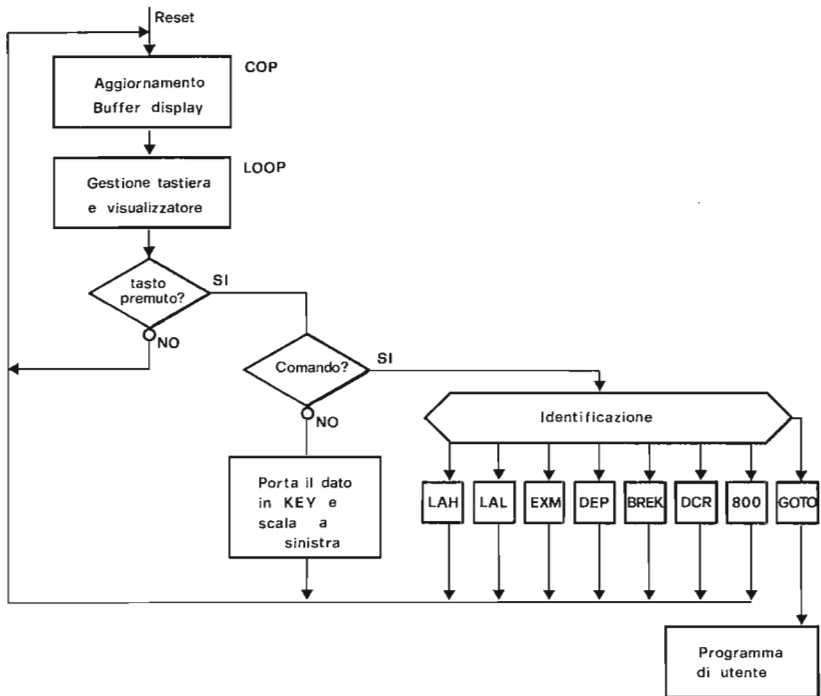 Reset
COP
Aggiornamento
Buffer display
LOOP
Gestione tastiera
e visualizzatore
tasto
premuto?
SI
NO
Comando?
SI
NO
Identificazione
Porta il dato
in KEY e
scala a
sinistra
LAH
LAL
EXM
DEP
BREK
DCR
800
GOTO
Programma
di utente